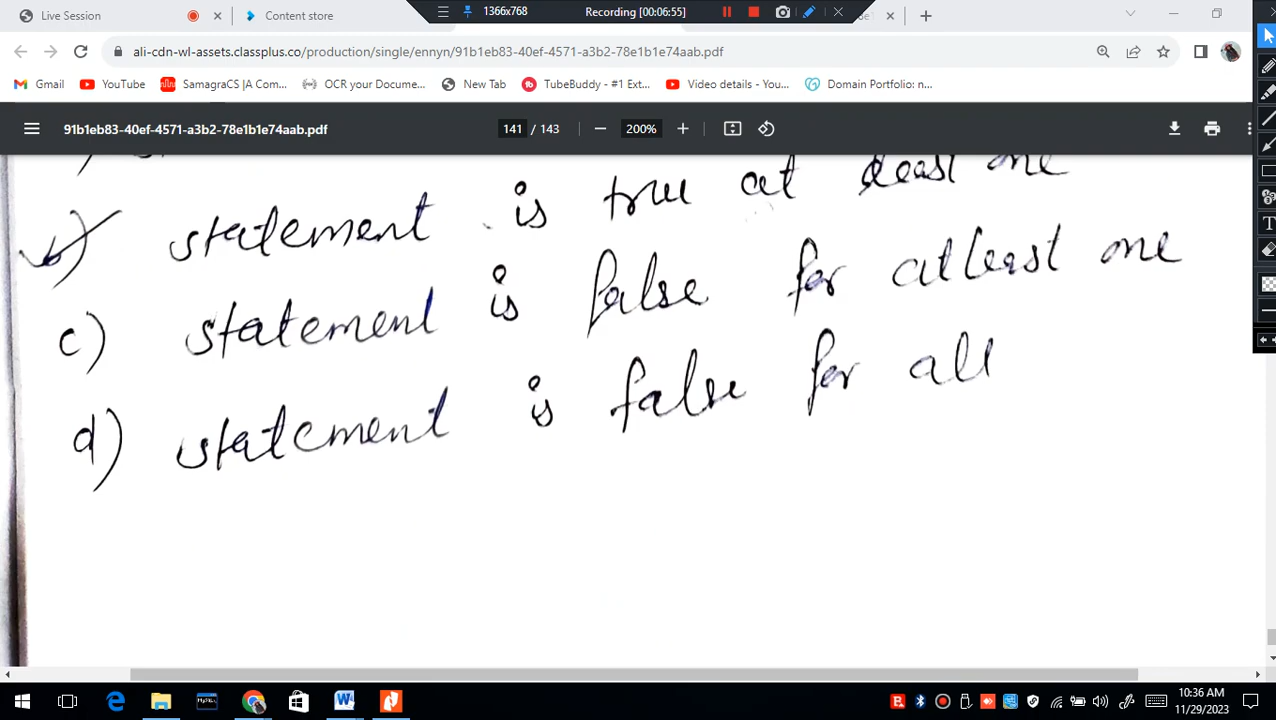 Live Session
Content store
1366x768
Recording [00:06:55]
ali-cdn-wl-assets.classplus.co/production/single/ennyn/91b1eb83-40ef-4571-a3b2-78e1b1e74aab.pdf
Gmail
YouTube
SamagraCS |A Com...
OCR your Docume...
New Tab
TubeBuddy - #1 Ext...
Video details - You...
Domain Portfolio: n...
91b1eb83-40ef-4571-a3b2-78e1b1e74aab.pdf
141 / 143
200%
b) statement is true at least one
c) statement is false for atleast one
d) statement is false for all
10:36 AM
11/29/2023